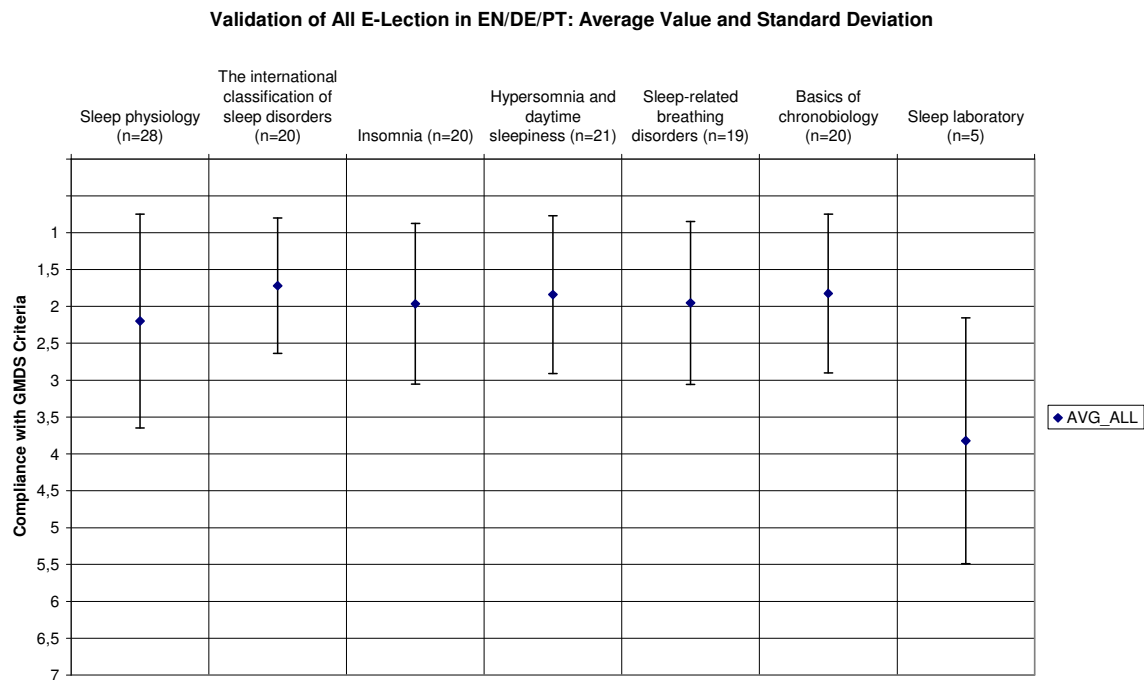 Validation of All E-Lection in EN/DE/PT: Average Value and Standard Deviation
Sleep physiology
(n=28)
The international
classification of
sleep disorders
(n=20)
Insomnia (n=20)
Hypersomnia and
daytime
sleepiness (n=21)
Sleep-related
breathing
disorders (n=19)
Basics of
chronobiology
(n=20)
Sleep laboratory
(n=5)
Compliance with GMDS Criteria
1
1,5
2
2,5
3
3,5
4
4,5
5
5,5
6
6,5
7
AVG_ALL